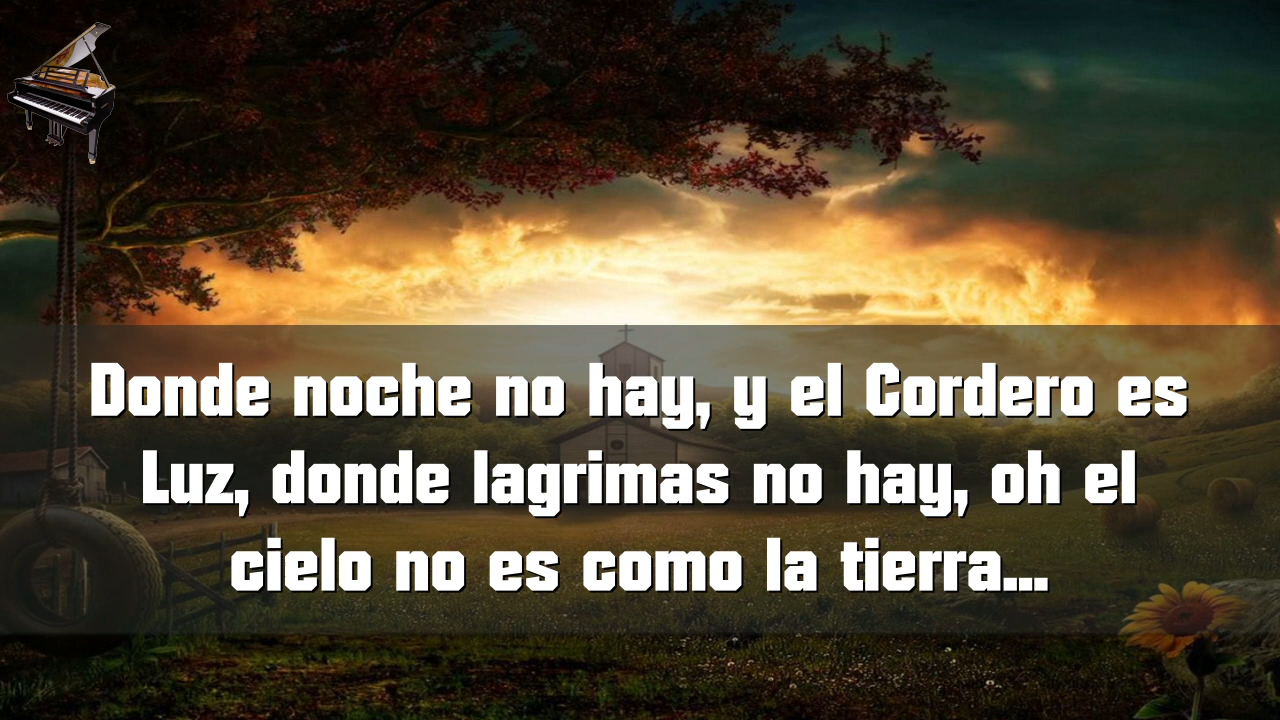 Donde noche no hay, y el Cordero es
Luz, donde lagrimas no hay, oh el
cielo no es como la tierra...